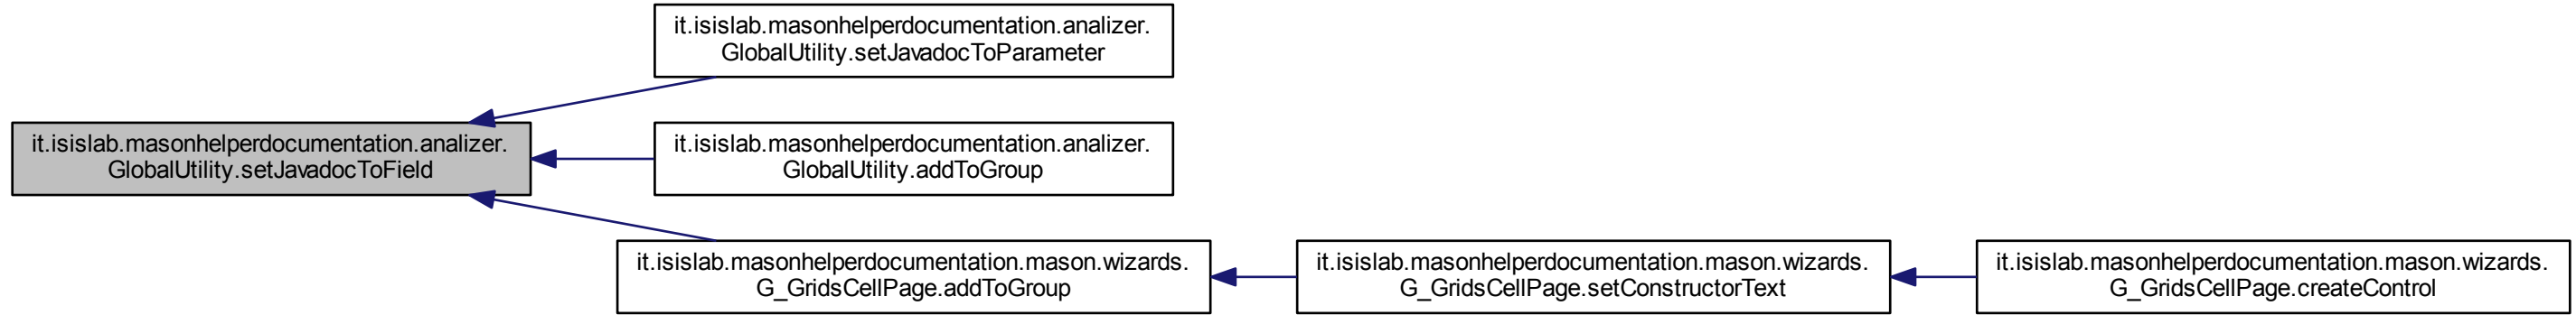 it.isislab.masonhelperdocumentation.analizer.
GlobalUtility.setJavadocToParameter
it.isislab.masonhelperdocumentation.analizer.
GlobalUtility.setJavadocToField
it.isislab.masonhelperdocumentation.analizer.
GlobalUtility.addToGroup
it.isislab.masonhelperdocumentation.mason.wizards.
G_GridsCellPage.addToGroup
it.isislab.masonhelperdocumentation.mason.wizards.
G_GridsCellPage.setConstructorText
it.isislab.masonhelperdocumentation.mason.wizards.
G_GridsCellPage.createControl